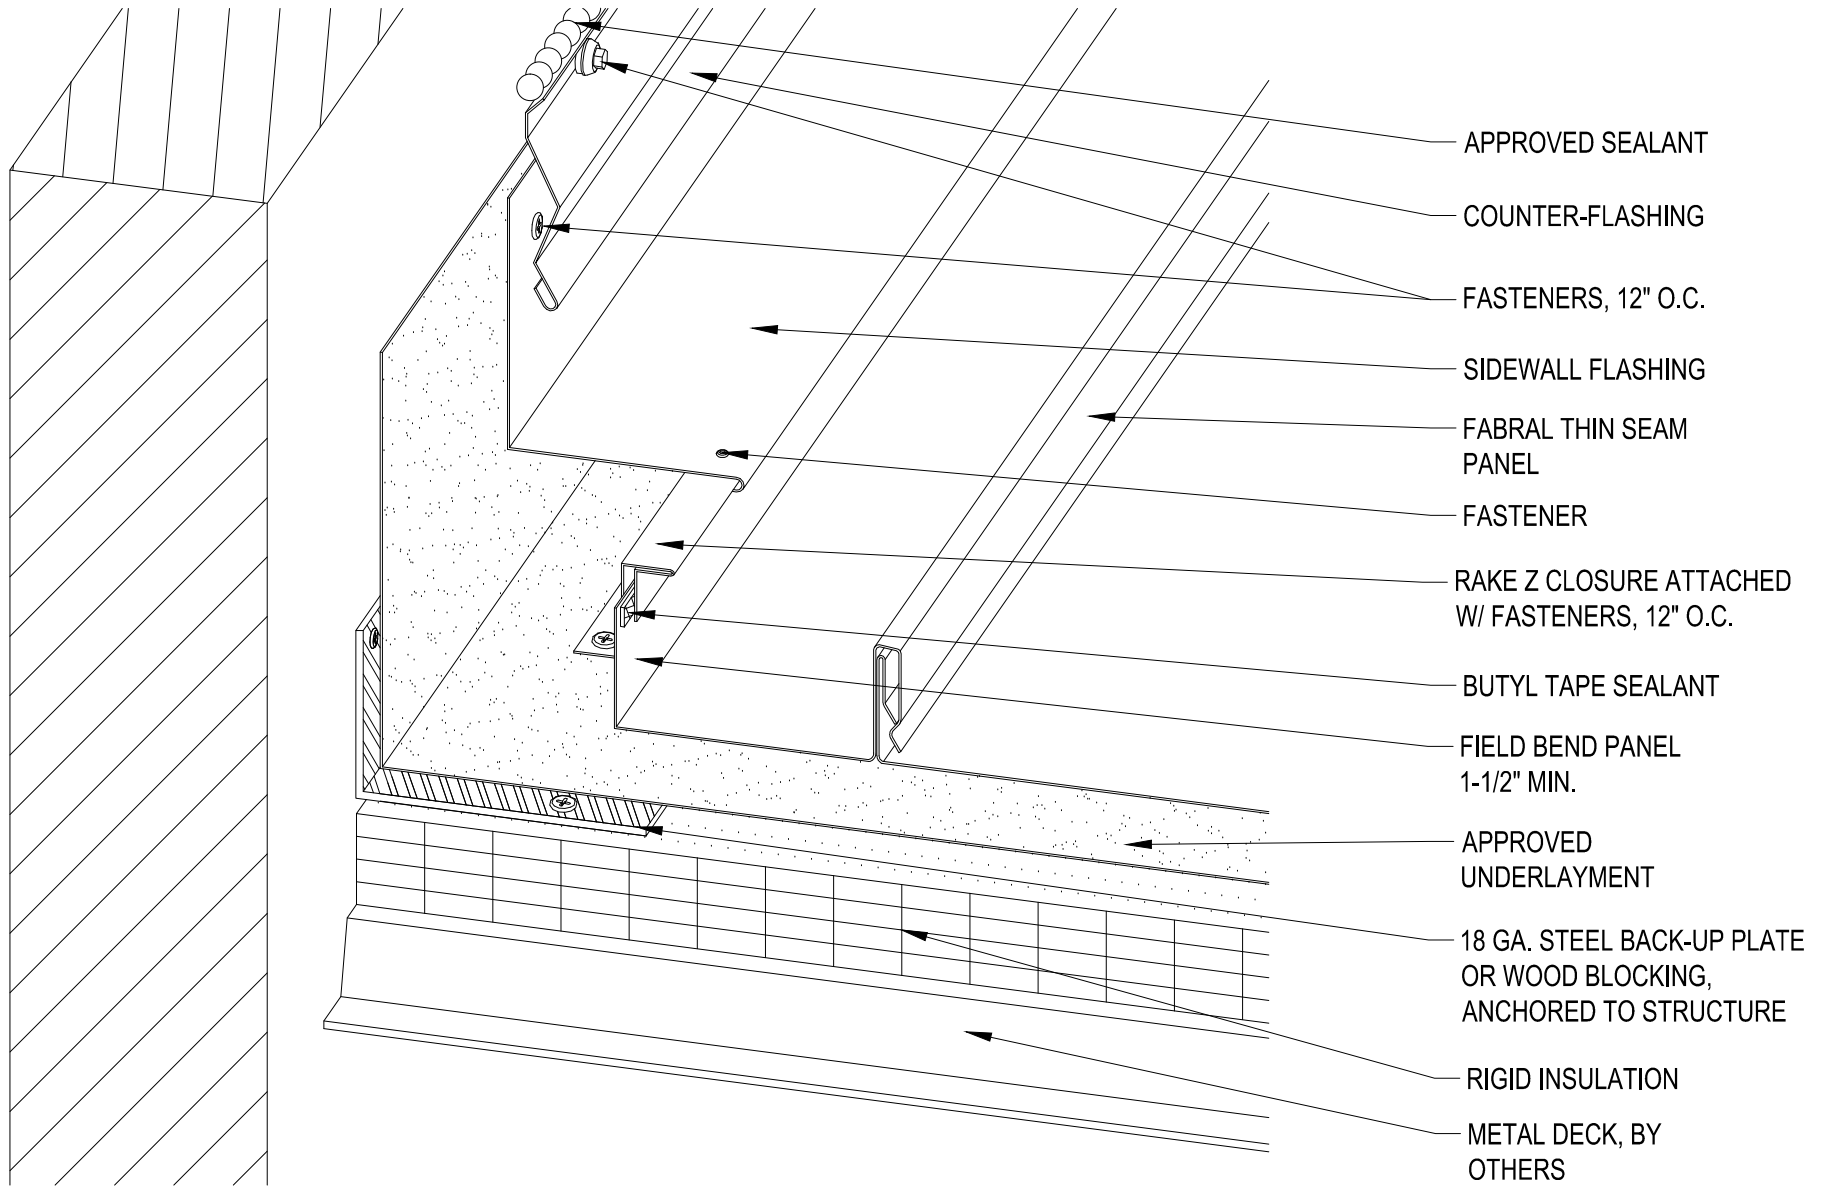 APPROVED SEALANT
COUNTER-FLASHING
FASTENERS, 12" O.C.
SIDEWALL FLASHING
FABRAL THIN SEAM
PANEL
FASTENER
RAKE Z CLOSURE ATTACHED
W/ FASTENERS, 12" O.C.
BUTYL TAPE SEALANT
FIELD BEND PANEL
1-1/2" MIN.
APPROVED
UNDERLAYMENT
18 GA. STEEL BACK-UP PLATE
OR WOOD BLOCKING,
ANCHORED TO STRUCTURE
RIGID INSULATION
METAL DECK, BY
OTHERS